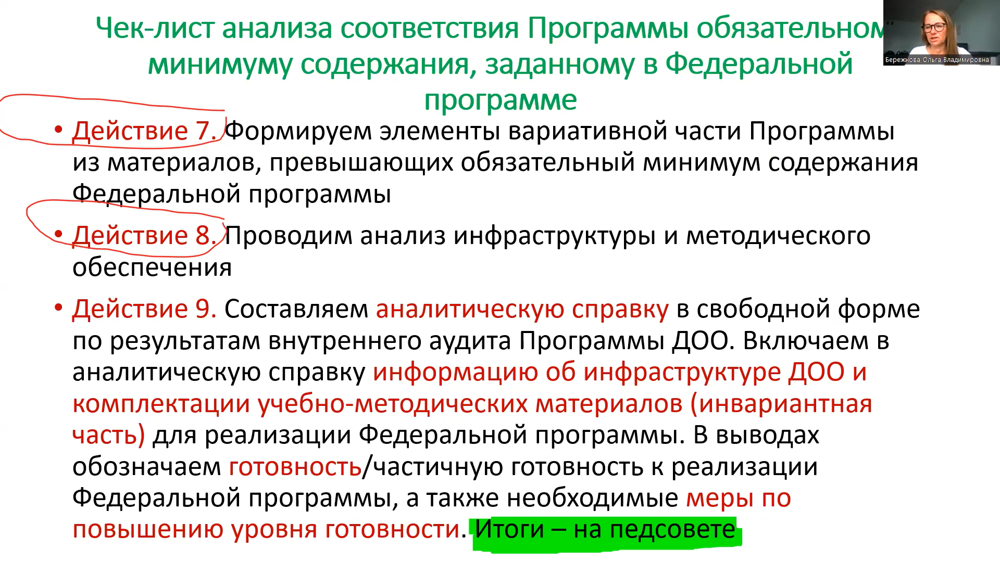 Чек-лист анализа соответствия Программы обязательном
минимуму содержания, заданному в Федеральной
программе
Бережнова Ольга Владимировна
• Действие 7. Формируем элементы вариативной части Программы
из материалов, превышающих обязательный минимум содержания
Федеральной программы
• Действие 8. Проводим анализ инфраструктуры и методического
обеспечения
• Действие 9. Составляем аналитическую справку в свободной форме
по результатам внутреннего аудита Программы ДОО. Включаем в
аналитическую справку информацию об инфраструктуре ДОО и
комплектации учебно-методических материалов (инвариантная
часть) для реализации Федеральной программы. В выводах
обозначаем готовность/частичную готовность к реализации
Федеральной программы, а также необходимые меры по
повышению уровня готовности. Итоги – на педсовете